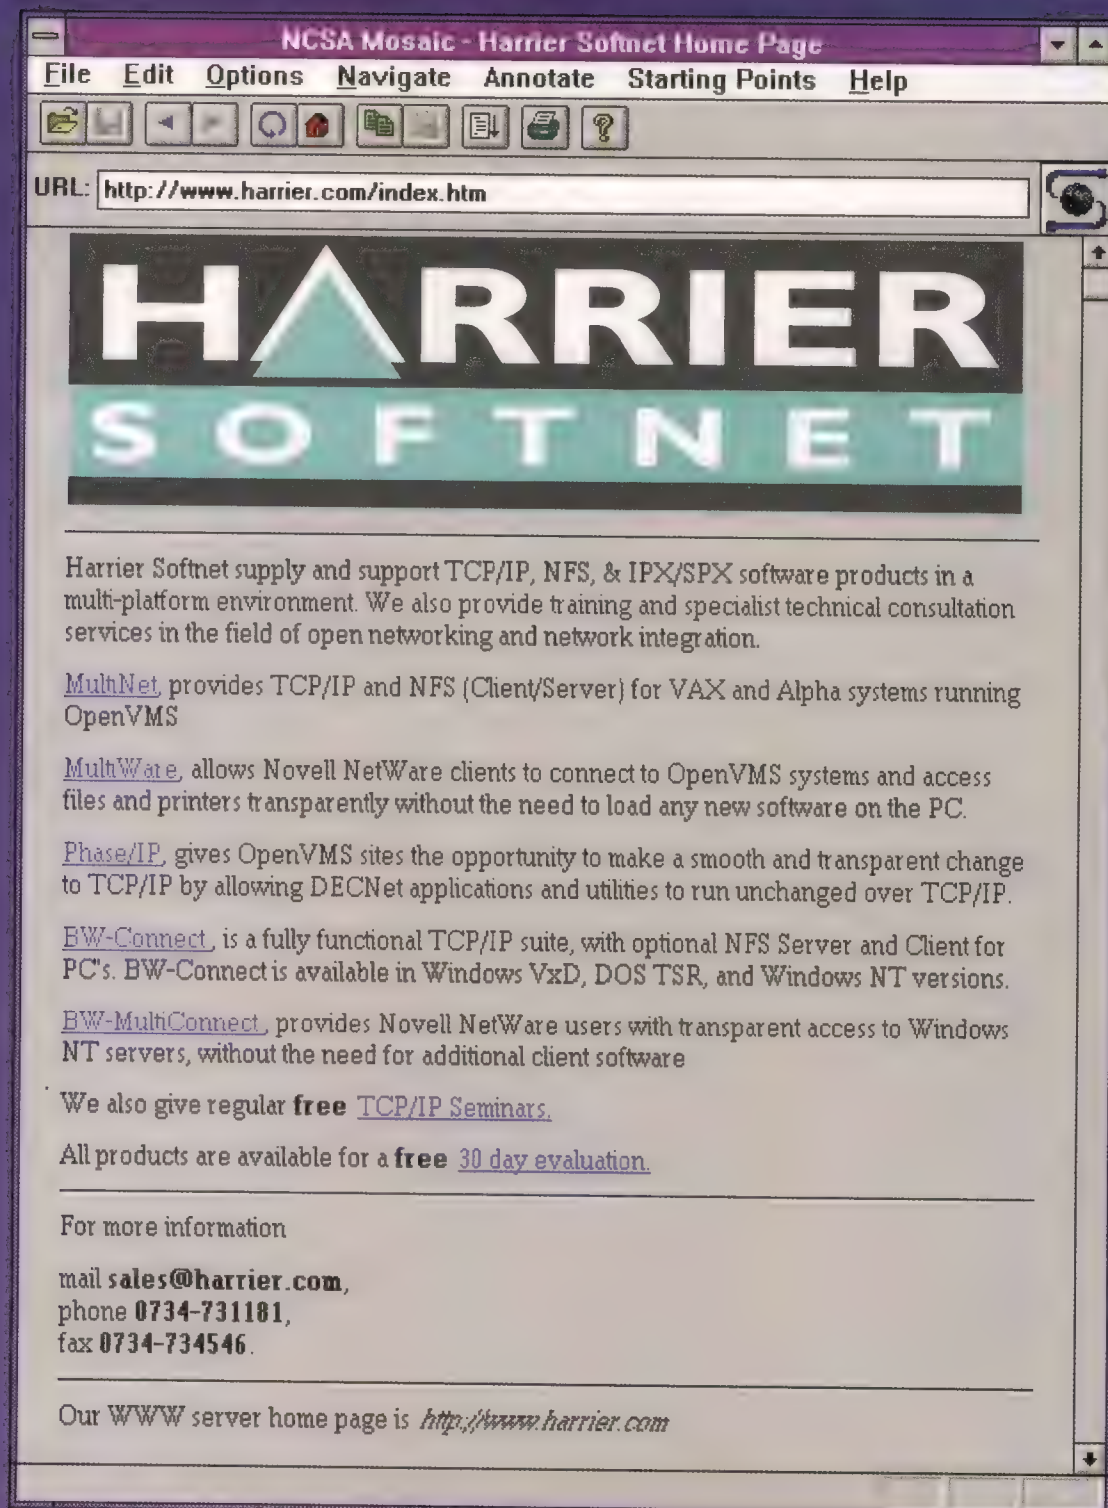 NCSA Mosaic - Harrier Softnet Home Page
File Edit Options Navigate Annotate Starting Points Help
URL: http://www.harrier.com/index.htm
HARRIER
SOFTNET
Harrier Softnet supply and support TCP/IP, NFS, & IPX/SPX software products in a
multi-platform environment. We also provide training and specialist technical consultation
services in the field of open networking and network integration.
MultiNet, provides TCP/IP and NFS (Client/Server) for VAX and Alpha systems running
OpenVMS
MultiWare, allows Novell NetWare clients to connect to OpenVMS systems and access
files and printers transparently without the need to load any new software on the PC.
Phase/IP, gives OpenVMS sites the opportunity to make a smooth and transparent change
to TCP/IP by allowing DECNet applications and utilities to run unchanged over TCP/IP.
BW-Connect, is a fully functional TCP/IP suite, with optional NFS Server and Client for
PC's. BW-Connect is available in Windows VxD, DOS TSR, and Windows NT versions.
BW-MultiConnect, provides Novell NetWare users with transparent access to Windows
NT servers, without the need for additional client software
We also give regular free TCP/IP Seminars.
All products are available for a free 30 day evaluation.
For more information
mail sales@harrier.com,
phone 0734-731181,
fax 0734-734546.
Our WWW server home page is http://www.harrier.com